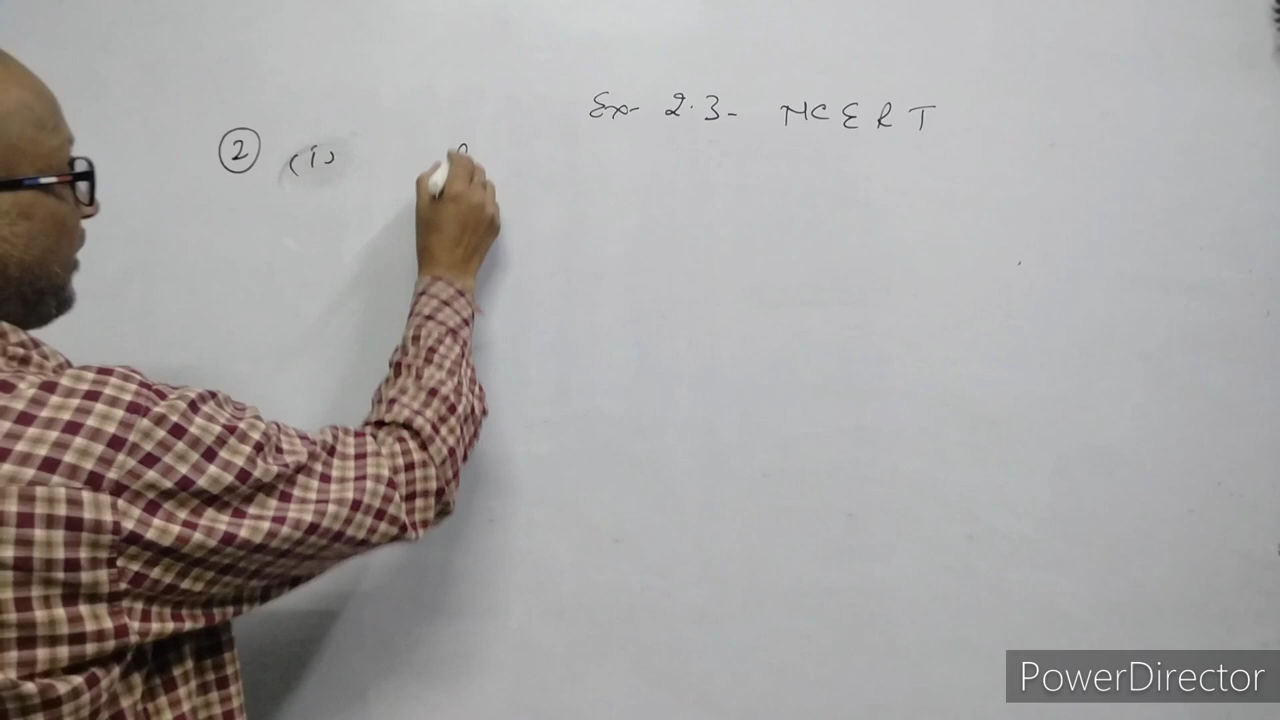 Ex- 2.3- NCERT
2 (i)
PowerDirector